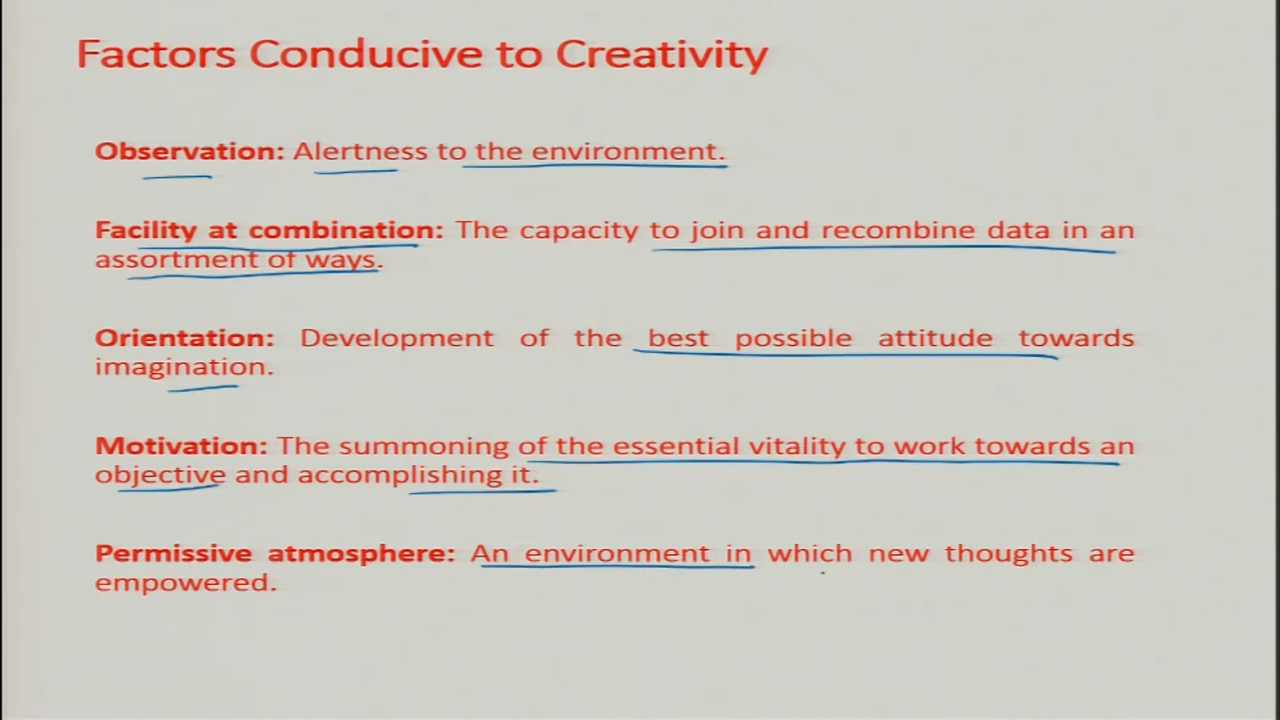 Factors Conducive to Creativity
Observation: Alertness to the environment.
Facility at combination: The capacity to join and recombine data in an
assortment of ways.
Orientation: Development of the best possible attitude towards
imagination.
Motivation: The summoning of the essential vitality to work towards an
objective and accomplishing it.
Permissive atmosphere: An environment in which new thoughts are
empowered.